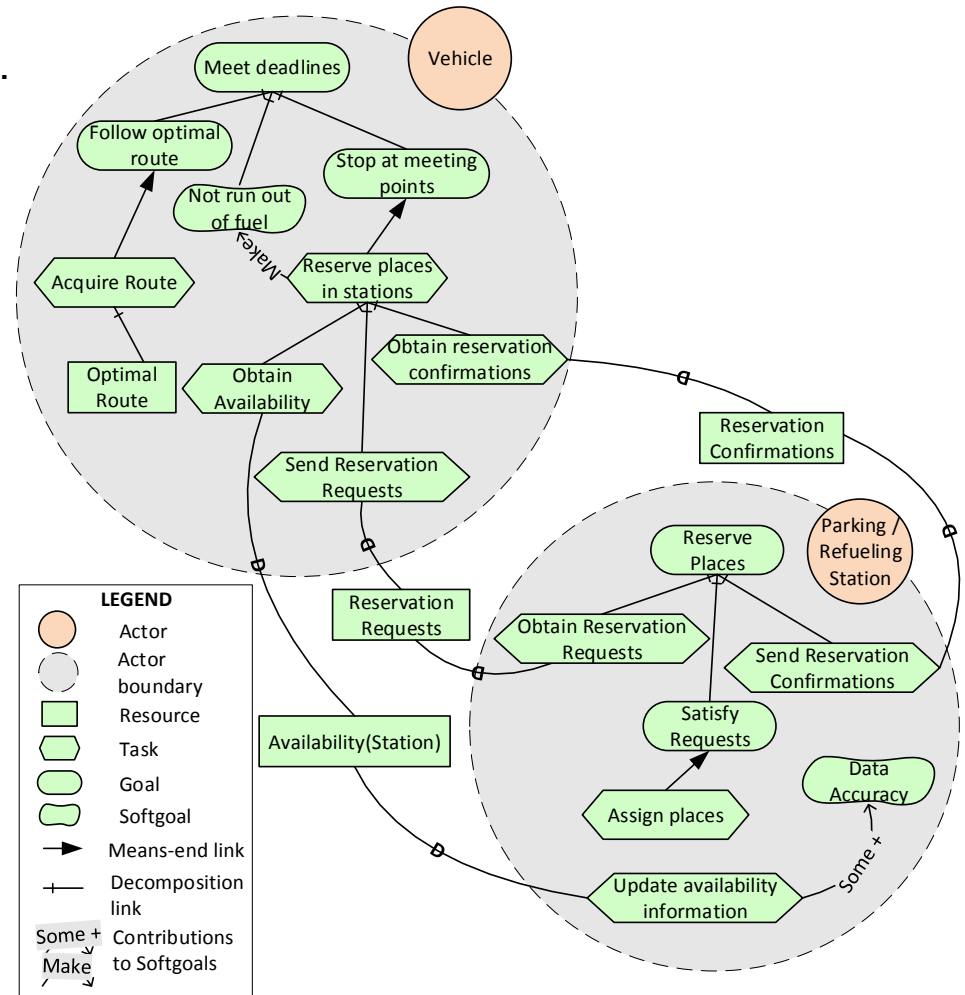 .
Vehicle
Meet deadlines
Follow optimal
route
Stop at meeting
points
Not run out
of fuel
Make
Acquire Route
Reserve places
in stations
Optimal
Route
Obtain
Availability
Obtain reservation
confirmations
Send Reservation
Requests
Reservation
Confirmations
D
D
D
D
Parking /
Refueling
Station
Reserve
Places
Reservation
Requests
D
Obtain Reservation
Requests
Send Reservation
Confirmations
Satisfy
Requests
Availability(Station)
Data
Accuracy
Assign places
D
Some +
Update availability
information
LEGEND
Actor
Actor
boundary
Resource
Task
Goal
Softgoal
Means-end link
Decomposition
link
Some +
Make
Contributions
to Softgoals